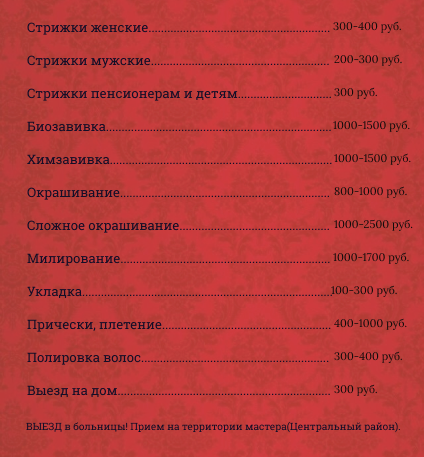 Стрижки женские 300-400 руб.
Стрижки мужские 200-300 руб.
Стрижки пенсионерам и детям 300 руб.
Биозавивка 1000-1500 руб.
Химзавивка 1000-1500 руб.
Окрашивание 800-1000 руб.
Сложное окрашивание 1000-2500 руб.
Милирование 1000-1700 руб.
Укладка 100-300 руб.
Прически, плетение 400-1000 руб.
Полировка волос 300-400 руб.
Выезд на дом 300 руб.
ВЫЕЗД в больницы! Прием на территории мастера(Центральный район).